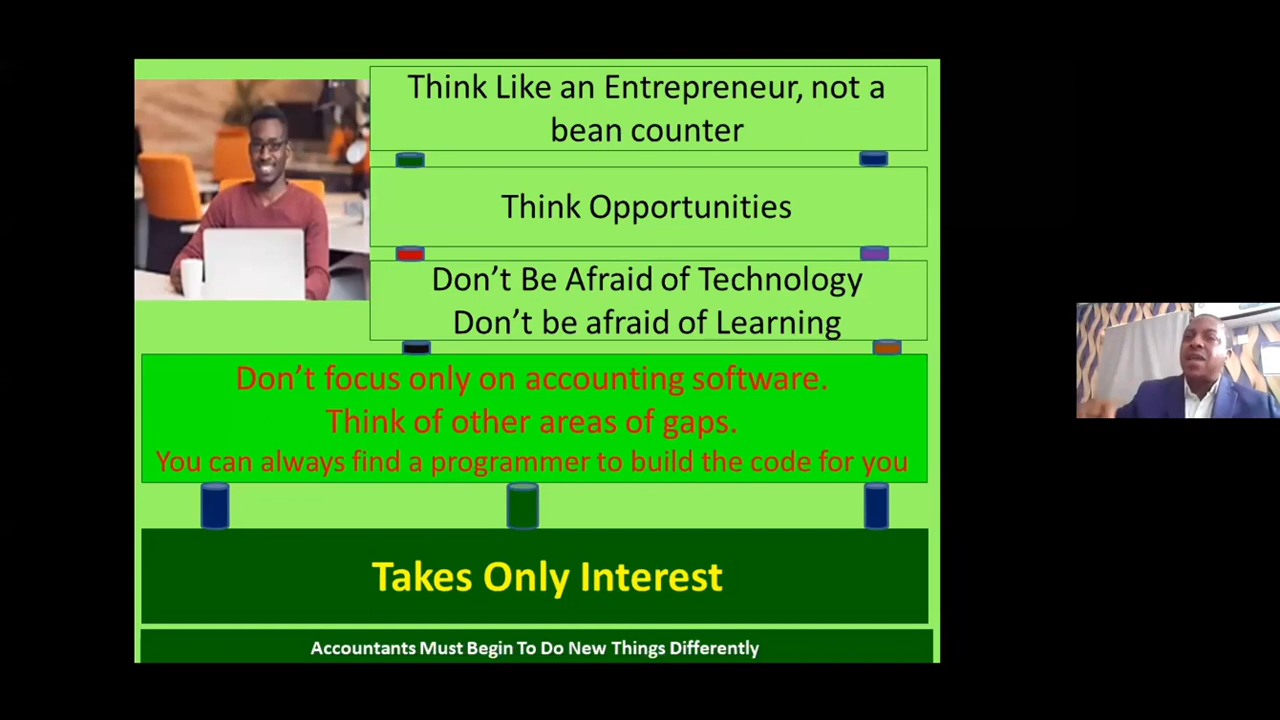 Think Like an Entrepreneur, not a
bean counter
Think Opportunities
Don’t Be Afraid of Technology
Don’t be afraid of Learning
Don’t focus only on accounting software.
Think of other areas of gaps.
You can always find a programmer to build the code for you
Takes Only Interest
Accountants Must Begin To Do New Things Differently